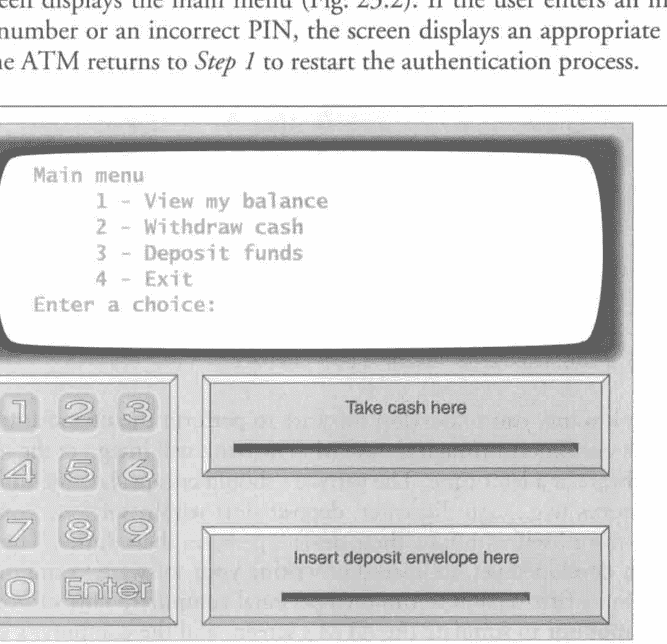 een displays the main menu (Fig. 25.2). If the user enters an in
number or an incorrect PIN, the screen displays an appropriate
ne ATM returns to Step 1 to restart the authentication process.
Main menu
1 - View my balance
2 - Withdraw cash
3 - Deposit funds
4 - Exit
Enter a choice:
1 2 3
4 5 6
7 8 9
0 Enter
Take cash here
Insert deposit envelope here